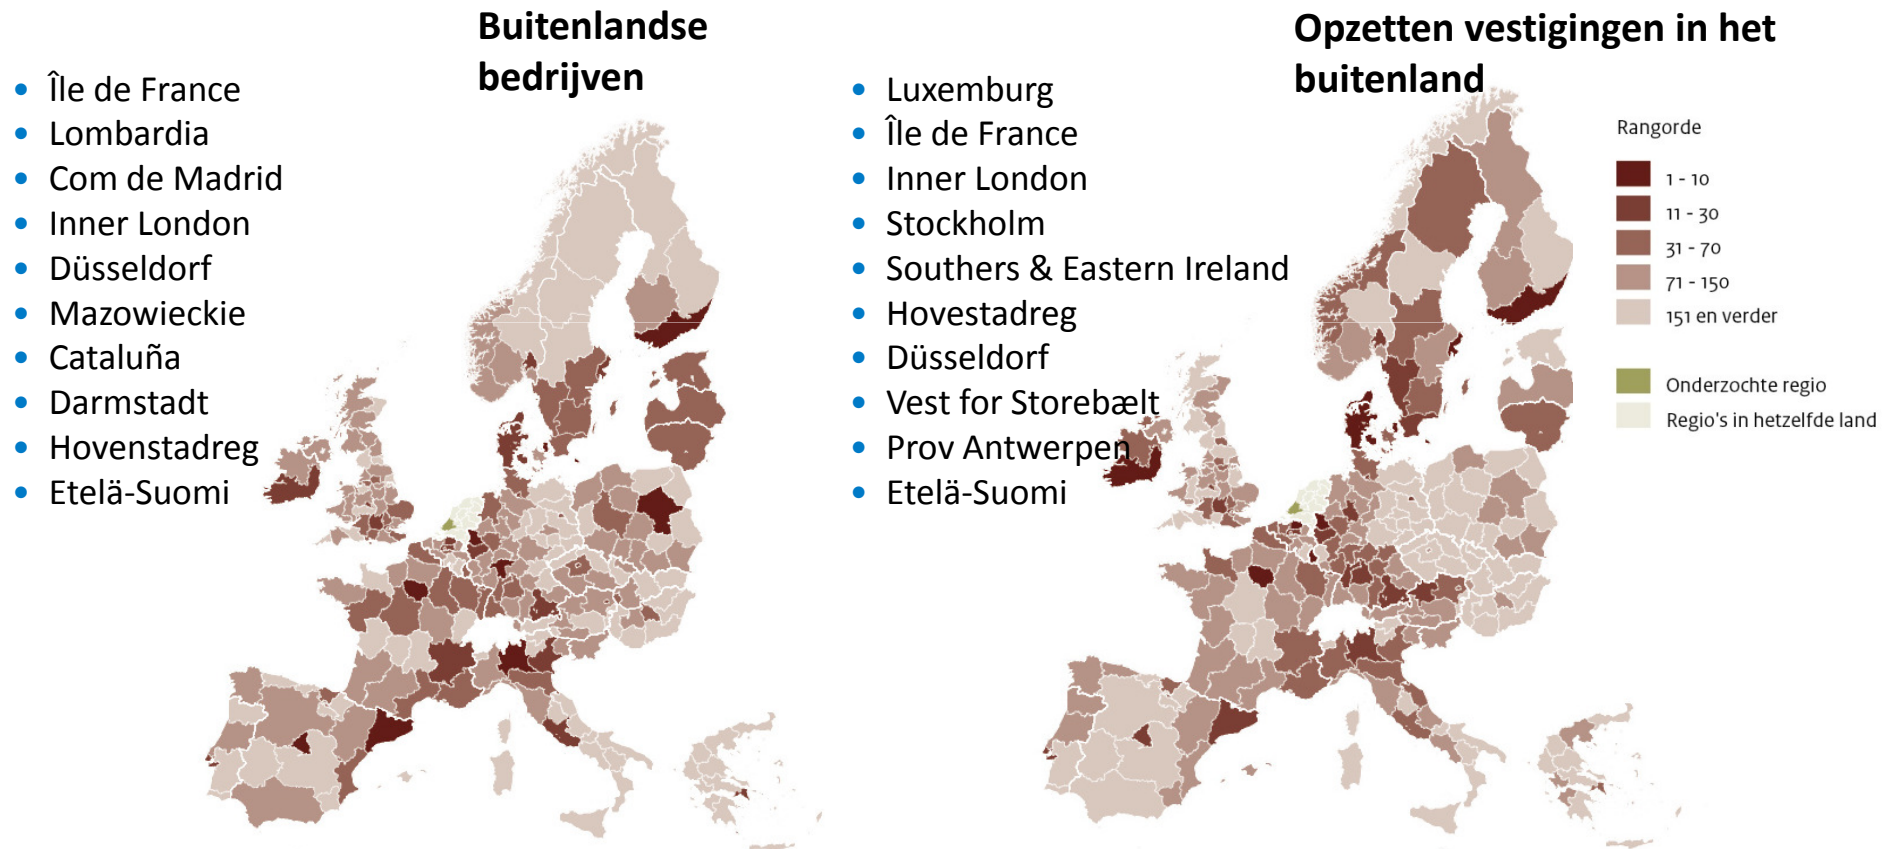 Buitenlandse
bedrijven
• Île de France
• Lombardia
• Com de Madrid
• Inner London
• Düsseldorf
• Mazowieckie
• Cataluña
• Darmstadt
• Hovenstadreg
• Etelä-Suomi
Opzetten vestigingen in het
buitenland
• Luxemburg
• Île de France
• Inner London
• Stockholm
• Southers & Eastern Ireland
• Hovestadreg
• Düsseldorf
• Vest for Storebælt
• Prov Antwerpen
• Etelä-Suomi
Rangorde
1 - 10
11 - 30
31 - 70
71 - 150
151 en verder
Onderzochte regio
Regio's in hetzelfde land